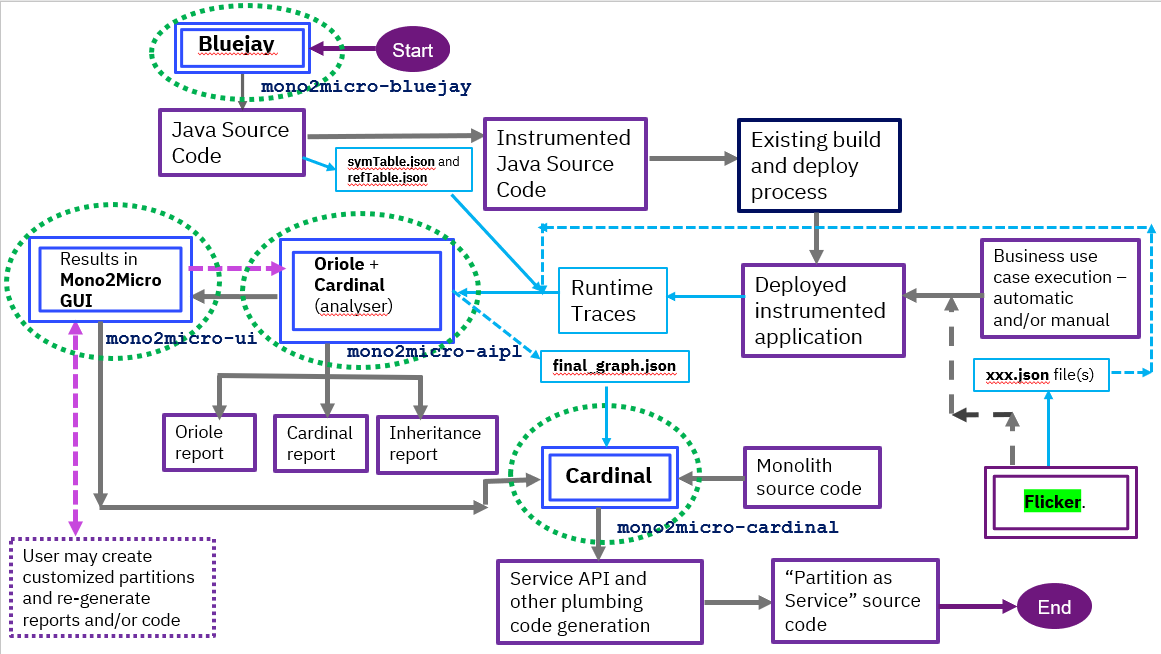 Bluejay
Start
mono2micro-bluejay
Java Source
Code
symTable.json and
refTable.json
Instrumented
Java Source
Code
Existing build
and deploy
process
Results in
Mono2Micro
GUI
mono2micro-ui
Oriole +
Cardinal
(analyser)
mono2micro-aipl
Runtime
Traces
Deployed
instrumented
application
Business use
case execution –
automatic
and/or manual
final_graph.json
xxx.json file(s)
Oriole
report
Cardinal
report
Inheritance
report
Cardinal
mono2micro-cardinal
Monolith
source code
Flicker.
User may create
customized partitions
and re-generate
reports and/or code
Service API and
other plumbing
code generation
“Partition as
Service” source
code
End